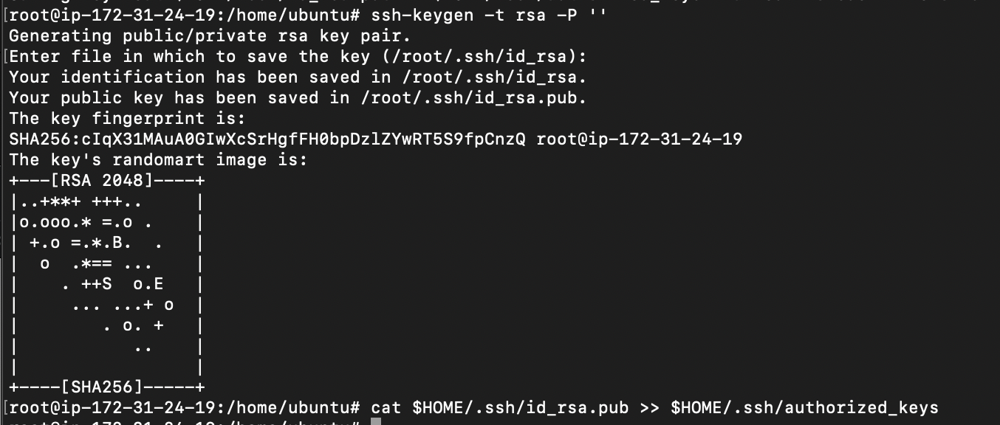 [root@ip-172-31-24-19:/home/ubuntu# ssh-keygen -t rsa -P ''
Generating public/private rsa key pair.
[Enter file in which to save the key (/root/.ssh/id_rsa):
Your identification has been saved in /root/.ssh/id_rsa.
Your public key has been saved in /root/.ssh/id_rsa.pub.
The key fingerprint is:
SHA256:cIqX31MAuA0GIwXcSrHgfFH0bpDzlZYwRT5S9fpCnzQ root@ip-172-31-24-19
The key's randomart image is:
+---[RSA 2048]----+
|..+**+ +++..     |
|o.ooo.* =.o .    |
| +.o =.*.B.  .   |
|  o  .*== ...    |
|    . ++S  o.E   |
|     ... ...+ o  |
|        . o. +   |
|           ..    |
|                 |
+----[SHA256]-----+
[root@ip-172-31-24-19:/home/ubuntu# cat $HOME/.ssh/id_rsa.pub >> $HOME/.ssh/authorized_keys
root@ip-172-31-24-19:/home/ubuntu#